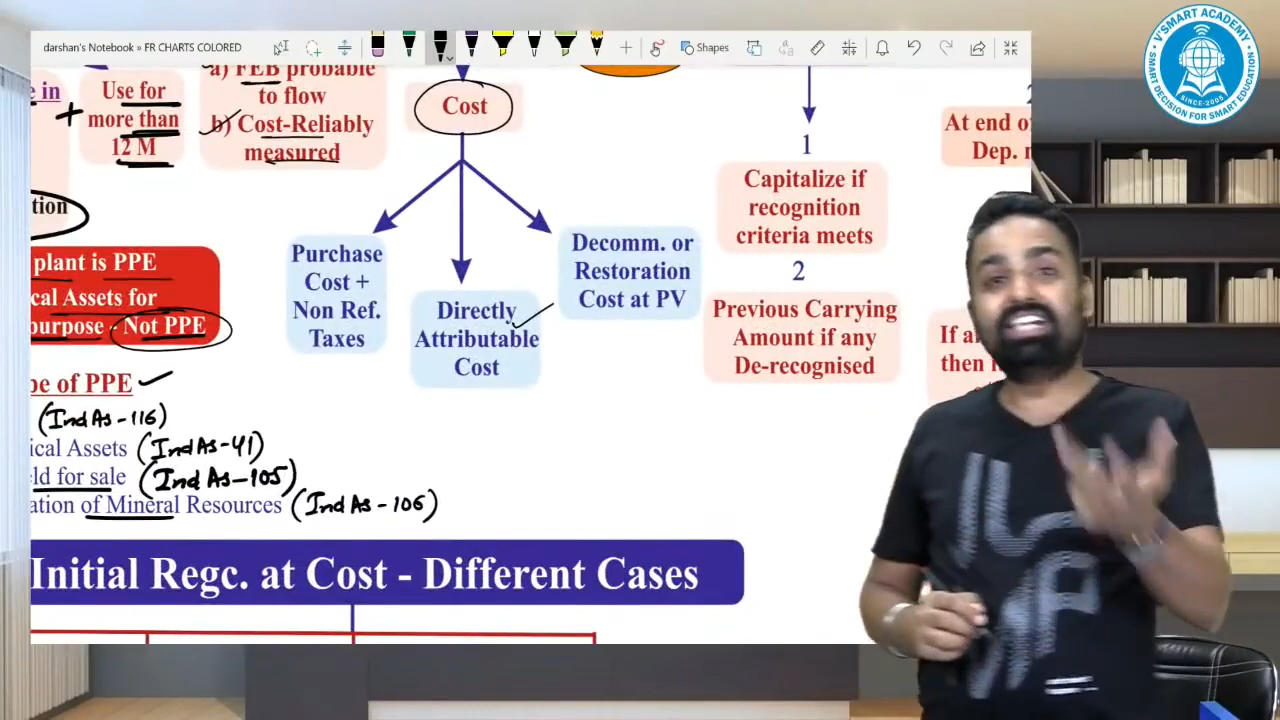 darshan's Notebook » FR CHARTS COLORED
Shapes
e in
+
Use for
more than
12 M
a) FEB probable
to flow
b) Cost-Reliably
measured
Cost
Purchase
Cost +
Non Ref.
Taxes
Directly
Attributable
Cost
Decomm. or
Restoration
Cost at PV
1
Capitalize if
recognition
criteria meets
2
Previous Carrying
Amount if any
De-recognised
At end o
Dep.
If a
then
tion
plant is PPE
cal Assets for
purpose - Not PPE
pe of PPE
(Ind As-116)
ical Assets (Ind As-41)
eld for sale (Ind As-105)
ation of Mineral Resources (Ind As-106)
Initial Regc. at Cost - Different Cases
V'SMART ACADEMY
SINCE-2005
SMART DECISION FOR SMART EDUCATION